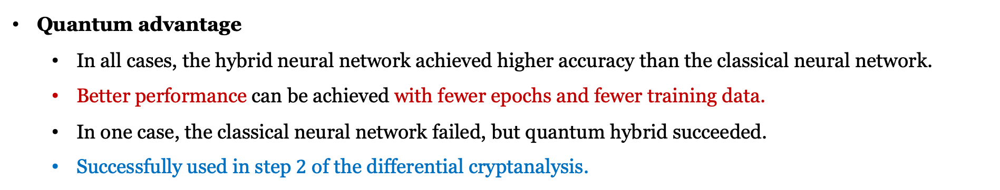 • Quantum advantage
• In all cases, the hybrid neural network achieved higher accuracy than the classical neural network.
• Better performance can be achieved with fewer epochs and fewer training data.
• In one case, the classical neural network failed, but quantum hybrid succeeded.
• Successfully used in step 2 of the differential cryptanalysis.